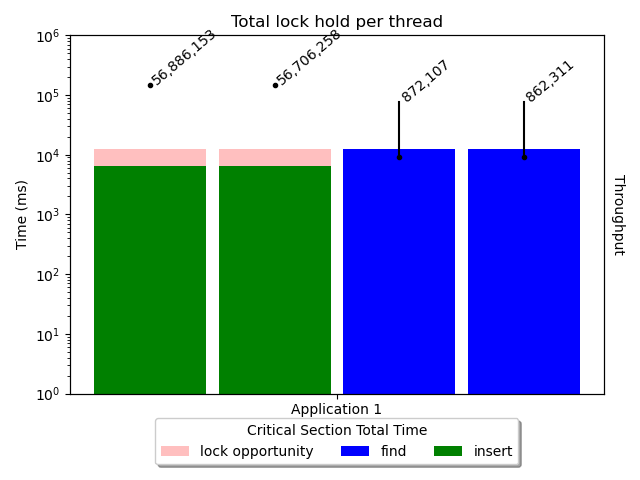 Total lock hold per thread
56,886,153
56,706,258
872,107
862,311
10^6
10^5
10^4
10^3
10^2
10^1
10^0
Time (ms)
Throughput
Application 1
Critical Section Total Time
lock opportunity
find
insert